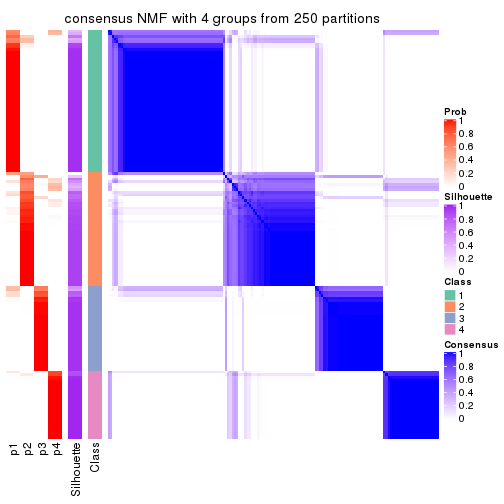 consensus NMF with 4 groups from 250 partitions
Prob
1
0.8
0.6
0.4
0.2
0
Silhouette
1
0.8
0.6
0.4
0.2
0
Class
1
2
3
4
Consensus
1
0.8
0.6
0.4
0.2
0
p1
p2
p3
p4
Silhouette
Class